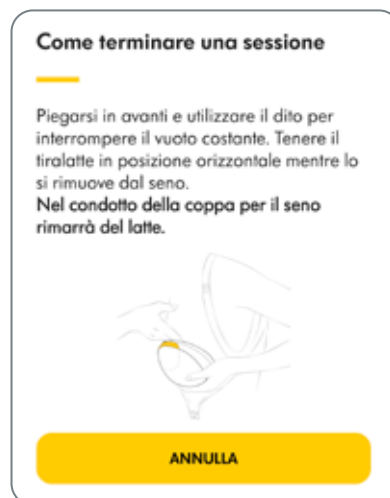 Come terminare una sessione
Piegarsi in avanti e utilizzare il dito per
interrompere il vuoto costante. Tenere il
tiralatte in posizione orizzontale mentre lo
si rimuove dal seno.
Nel condotto della coppa per il seno
rimarrà del latte.
ANNULLA